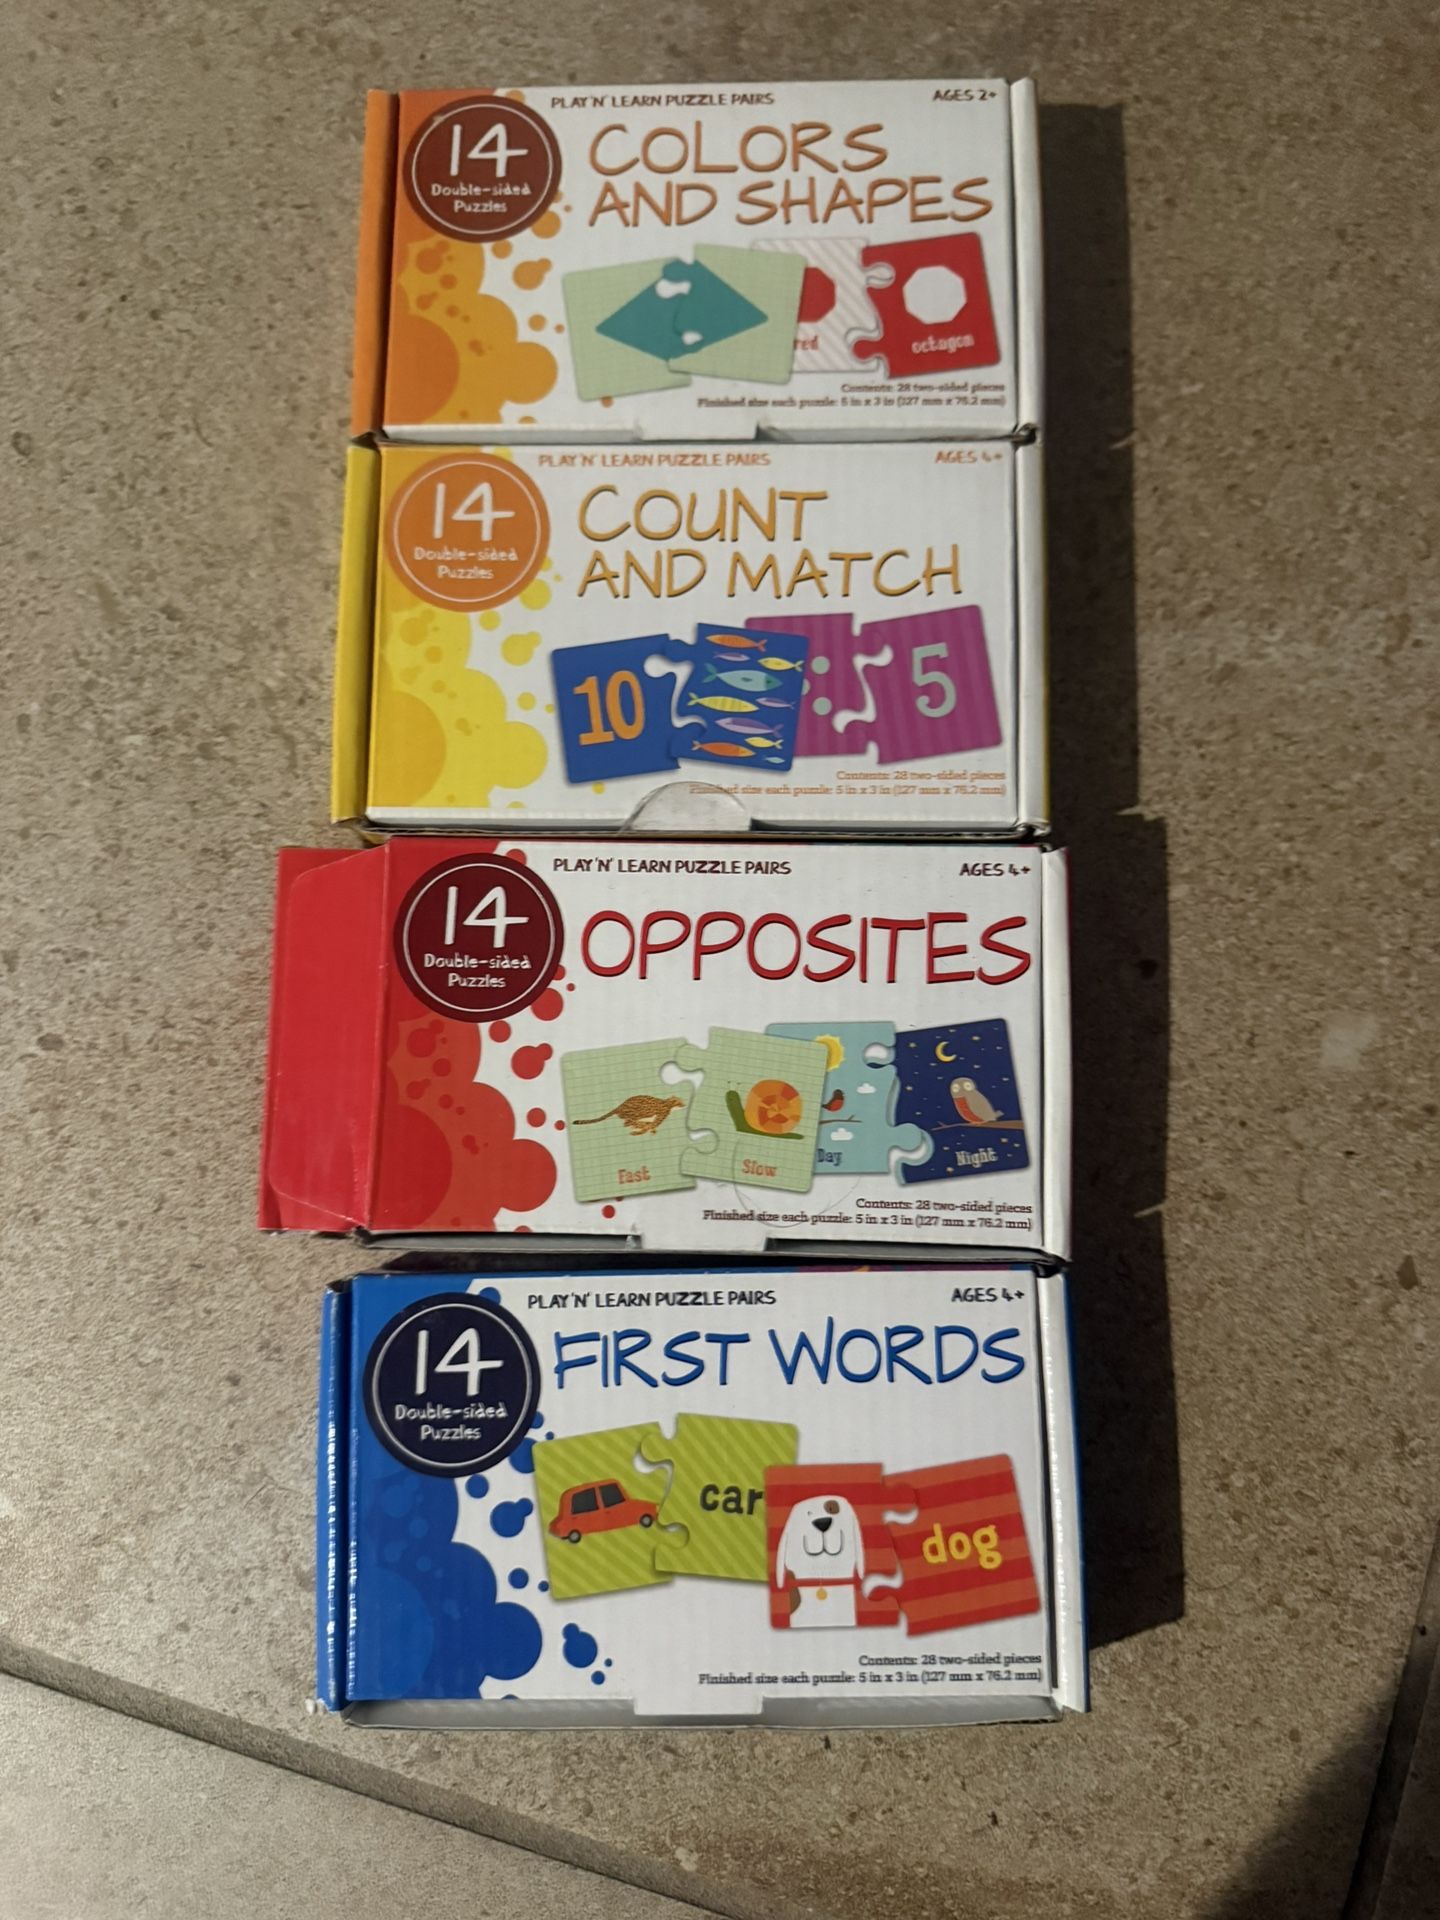 PLAY 'N' LEARN PUZZLE PAIRS
AGES 2+
14
Double-sided
Puzzles
COLORS
AND SHAPES
red
octagon
Contents: 28 two-sided pieces
Finished size each puzzle: 5 in x 3 in (127 mm x 76.2 mm)
PLAY 'N' LEARN PUZZLE PAIRS
AGES 4+
14
Double-sided
Puzzles
COUNT
AND MATCH
10
5
Contents: 28 two-sided pieces
Finished size each puzzle: 5 in x 3 in (127 mm x 76.2 mm)
PLAY 'N' LEARN PUZZLE PAIRS
AGES 4+
14
Double-sided
Puzzles
OPPOSITES
Fast
Slow
Day
Night
Contents: 28 two-sided pieces
Finished size each puzzle: 5 in x 3 in (127 mm x 76.2 mm)
PLAY 'N' LEARN PUZZLE PAIRS
AGES 4+
14
Double-sided
Puzzles
FIRST WORDS
car
dog
Contents: 28 two-sided pieces
Finished size each puzzle: 5 in x 3 in (127 mm x 76.2 mm)